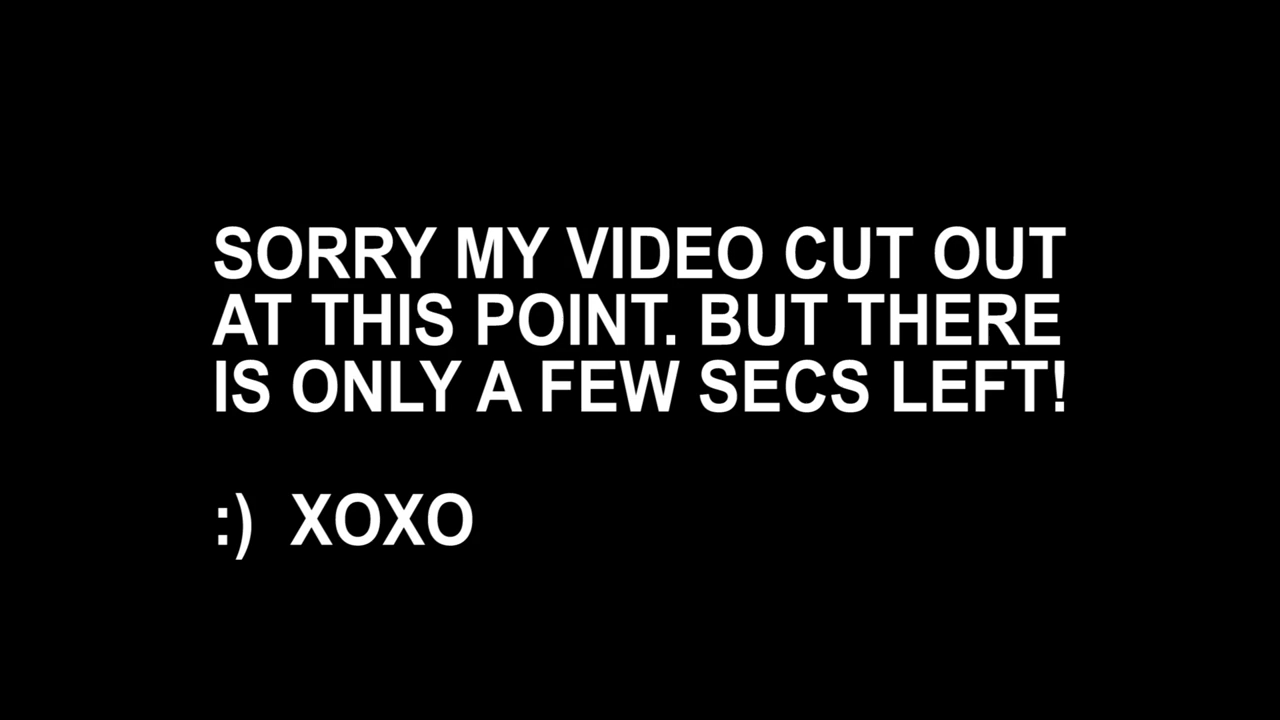 SORRY MY VIDEO CUT OUT
AT THIS POINT. BUT THERE
IS ONLY A FEW SECS LEFT!
:)  XOXO